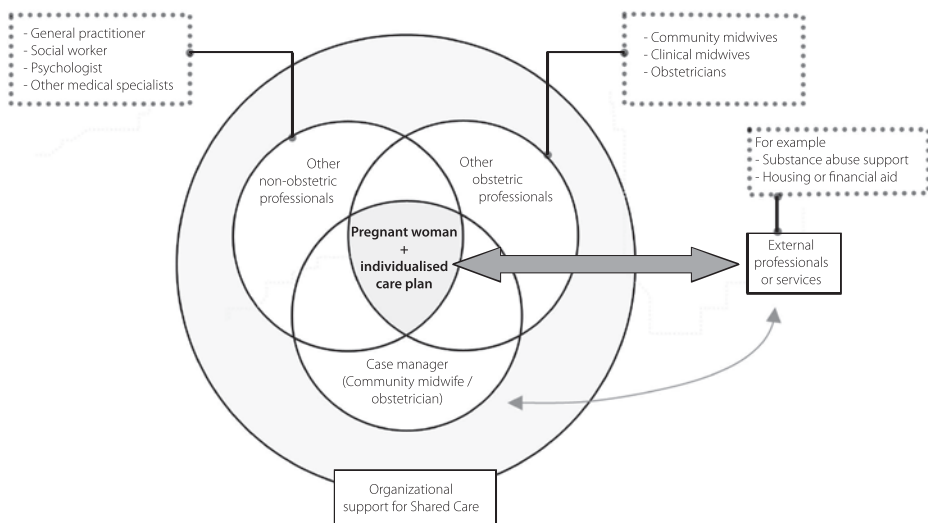 - General practitioner
- Social worker
- Psychologist
- Other medical specialists
- Community midwives
- Clinical midwives
- Obstetricians
For example
- Substance abuse support
- Housing or financial aid
Other
non-obstetric
professionals
Other
obstetric
professionals
Pregnant woman
+
individualised
care plan
External
professionals
or services
Case manager
(Community midwife /
obstetrician)
Organizational
support for Shared Care